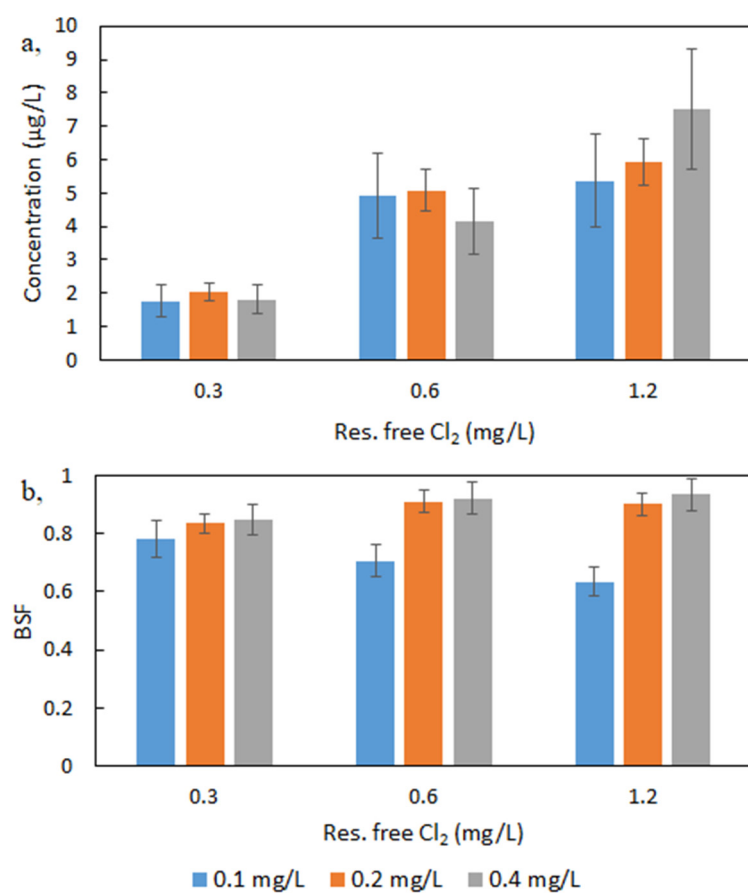 a,
Concentration (µg/L)
10
9
8
7
6
5
4
3
2
1
0
0.3 0.6 1.2
Res. free Cl₂ (mg/L)
b,
BSF
1
0.8
0.6
0.4
0.2
0
0.3 0.6 1.2
Res. free Cl₂ (mg/L)
0.1 mg/L 0.2 mg/L 0.4 mg/L